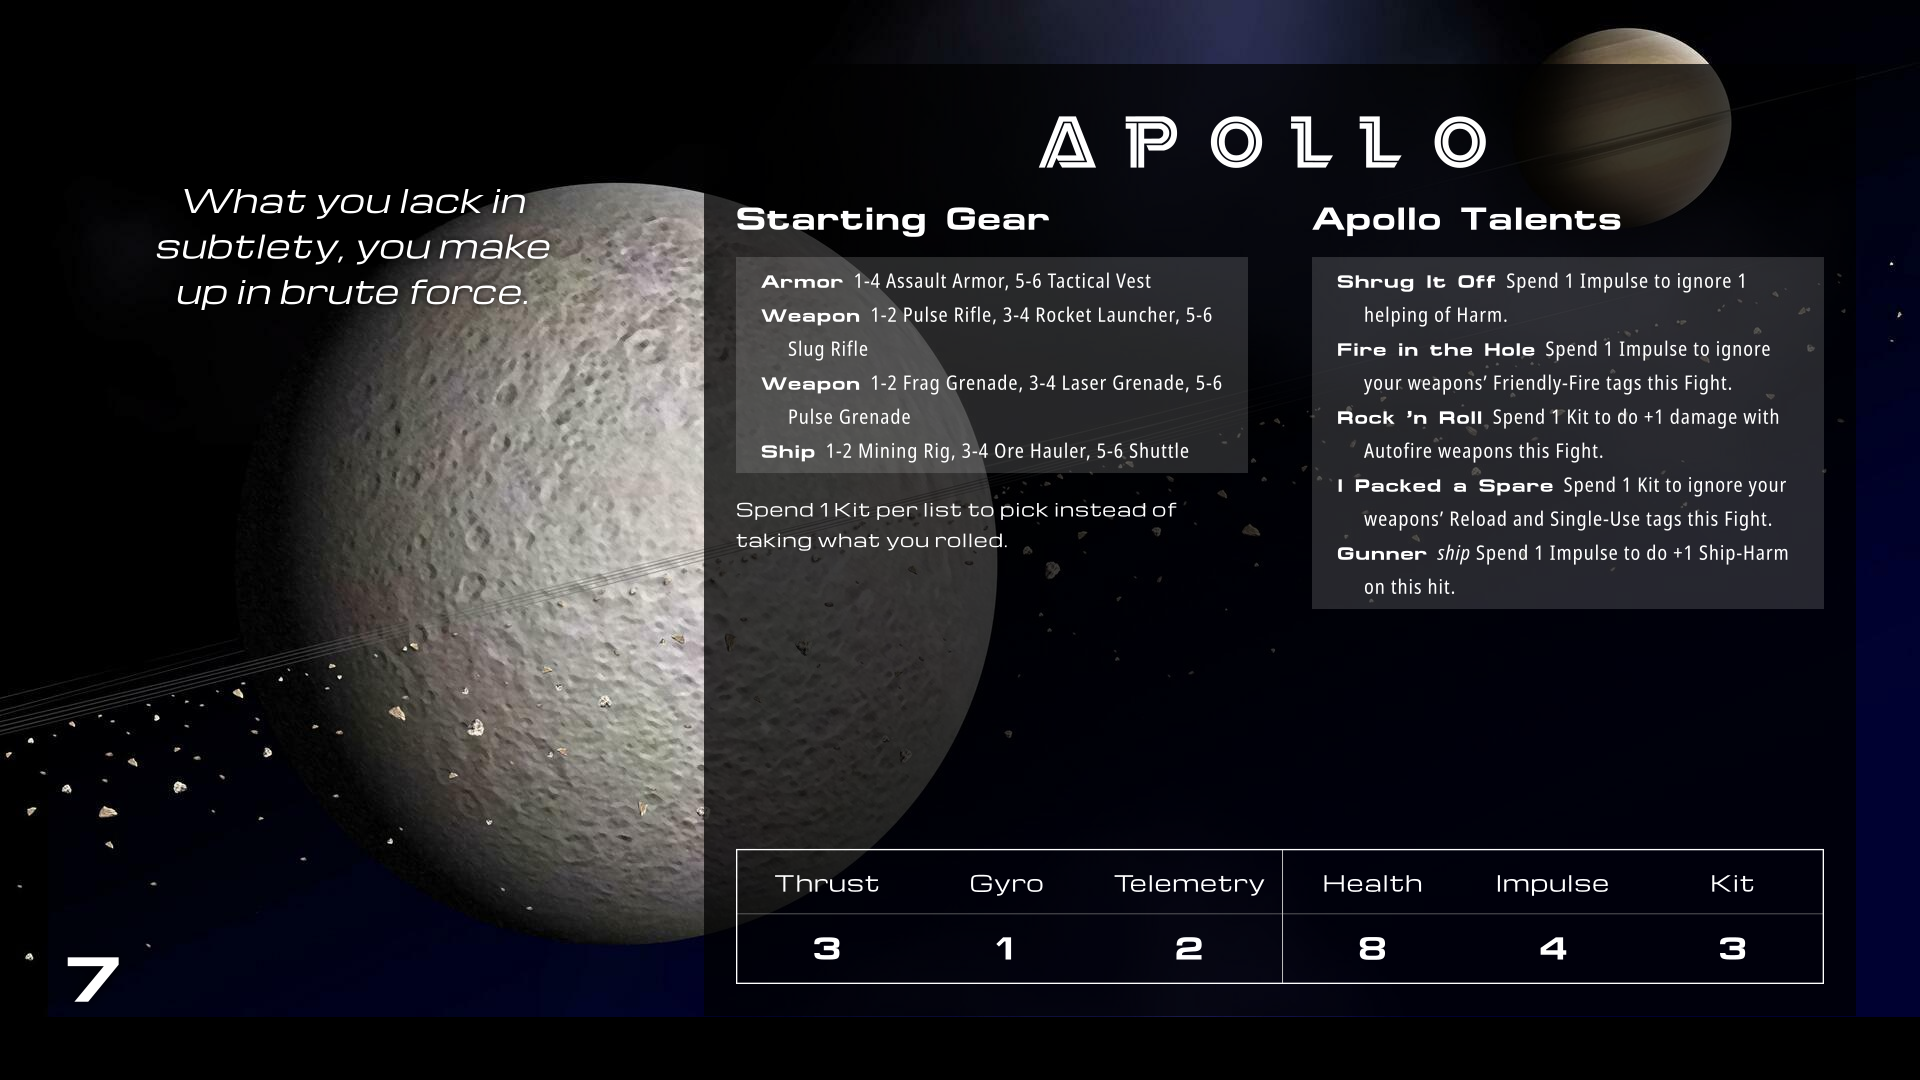 What you lack in
subtlety, you make
up in brute force.
APOLLO
Starting Gear
Armor 1-4 Assault Armor, 5-6 Tactical Vest
Weapon 1-2 Pulse Rifle, 3-4 Rocket Launcher, 5-6
Slug Rifle
Weapon 1-2 Frag Grenade, 3-4 Laser Grenade, 5-6
Pulse Grenade
Ship 1-2 Mining Rig, 3-4 Ore Hauler, 5-6 Shuttle
Spend 1 Kit per list to pick instead of
taking what you rolled.
Apollo Talents
Shrug It Off Spend 1 Impulse to ignore 1
helping of Harm.
Fire in the Hole Spend 1 Impulse to ignore
your weapons’ Friendly-Fire tags this Fight.
Rock ’n Roll Spend 1 Kit to do +1 damage with
Autofire weapons this Fight.
I Packed a Spare Spend 1 Kit to ignore your
weapons’ Reload and Single-Use tags this Fight.
Gunner ship Spend 1 Impulse to do +1 Ship-Harm
on this hit.
Thrust Gyro Telemetry Health Impulse Kit
3 1 2 8 4 3
7